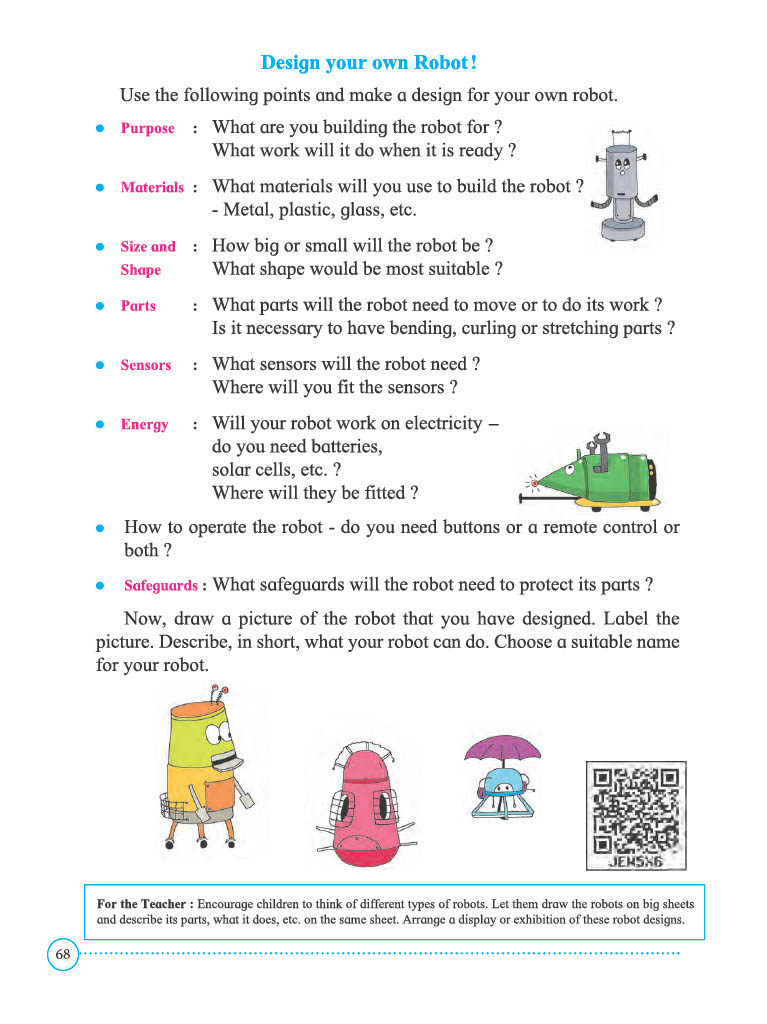 Design your own Robot !
Use the following points and make a design for your own robot.
● Purpose : What are you building the robot for ?
What work will it do when it is ready ?
● Materials : What materials will you use to build the robot ?
- Metal, plastic, glass, etc.
● Size and : How big or small will the robot be ?
Shape What shape would be most suitable ?
● Parts : What parts will the robot need to move or to do its work ?
Is it necessary to have bending, curling or stretching parts ?
● Sensors : What sensors will the robot need ?
Where will you fit the sensors ?
● Energy : Will your robot work on electricity –
do you need batteries,
solar cells, etc. ?
Where will they be fitted ?
● How to operate the robot - do you need buttons or a remote control or
both ?
● Safeguards : What safeguards will the robot need to protect its parts ?
Now, draw a picture of the robot that you have designed. Label the
picture. Describe, in short, what your robot can do. Choose a suitable name
for your robot.
JEW5X6
For the Teacher : Encourage children to think of different types of robots. Let them draw the robots on big sheets
and describe its parts, what it does, etc. on the same sheet. Arrange a display or exhibition of these robot designs.
68